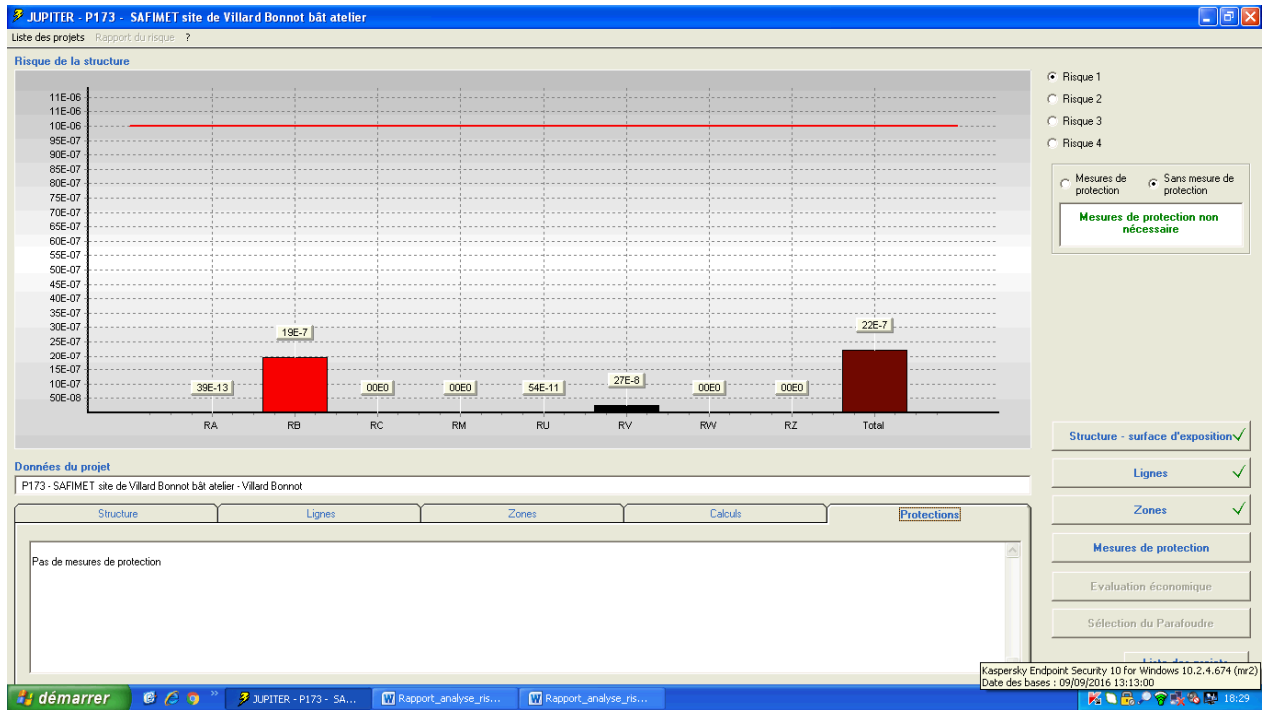 JUPITER - P173 - SAFIMET site de Villard Bonnot bât atelier
Liste des projets Rapport du risque ?
Risque de la structure
11E-06
11E-06
10E-06
95E-07
90E-07
85E-07
80E-07
75E-07
70E-07
65E-07
60E-07
55E-07
50E-07
45E-07
40E-07
35E-07
30E-07
25E-07
20E-07
15E-07
10E-07
50E-08
39E-13
19E-7
00E0
00E0
54E-11
27E-8
00E0
00E0
22E-7
RA RB RC RM RU RV RW RZ Total
Risque 1
Risque 2
Risque 3
Risque 4
Mesures de protection
Sans mesure de protection
Mesures de protection non
nécessaire
Structure - surface d'exposition
Lignes
Zones
Mesures de protection
Evaluation économique
Sélection du Parafoudre
Liste des projets
Données du projet
P173 - SAFIMET site de Villard Bonnot bât atelier - Villard Bonnot
Structure Lignes Zones Calculs Protections
Pas de mesures de protection
Kaspersky Endpoint Security 10 for Windows 10.2.4.674 (mr2)
Date des bases : 09/09/2016 13:13:00
démarrer
JUPITER - P173 - SA...
Rapport_analyse_ris...
Rapport_analyse_ris...
18:29